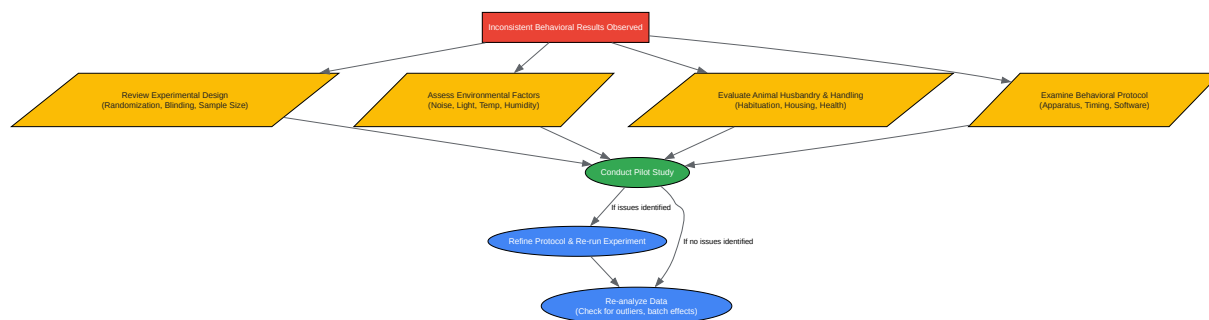 Inconsistent Behavioral Results Observed
Review Experimental Design
(Randomization, Blinding, Sample Size)
Assess Environmental Factors
(Noise, Light, Temp, Humidity)
Evaluate Animal Husbandry & Handling
(Habituation, Housing, Health)
Examine Behavioral Protocol
(Apparatus, Timing, Software)
Conduct Pilot Study
If issues identified
Refine Protocol & Re-run Experiment
If no issues identified
Re-analyze Data
(Check for outliers, batch effects)